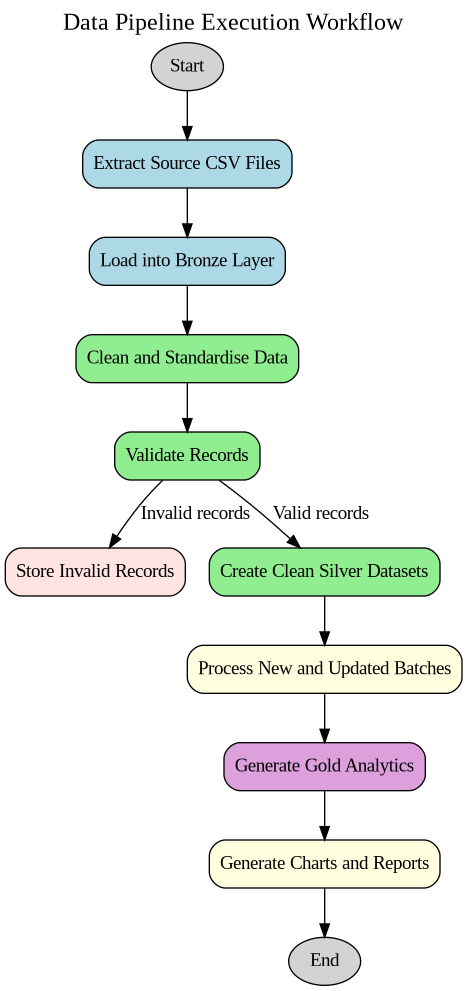 Data Pipeline Execution Workflow
Start
Extract Source CSV Files
Load into Bronze Layer
Clean and Standardise Data
Validate Records
Invalid records
Valid records
Store Invalid Records
Create Clean Silver Datasets
Process New and Updated Batches
Generate Gold Analytics
Generate Charts and Reports
End